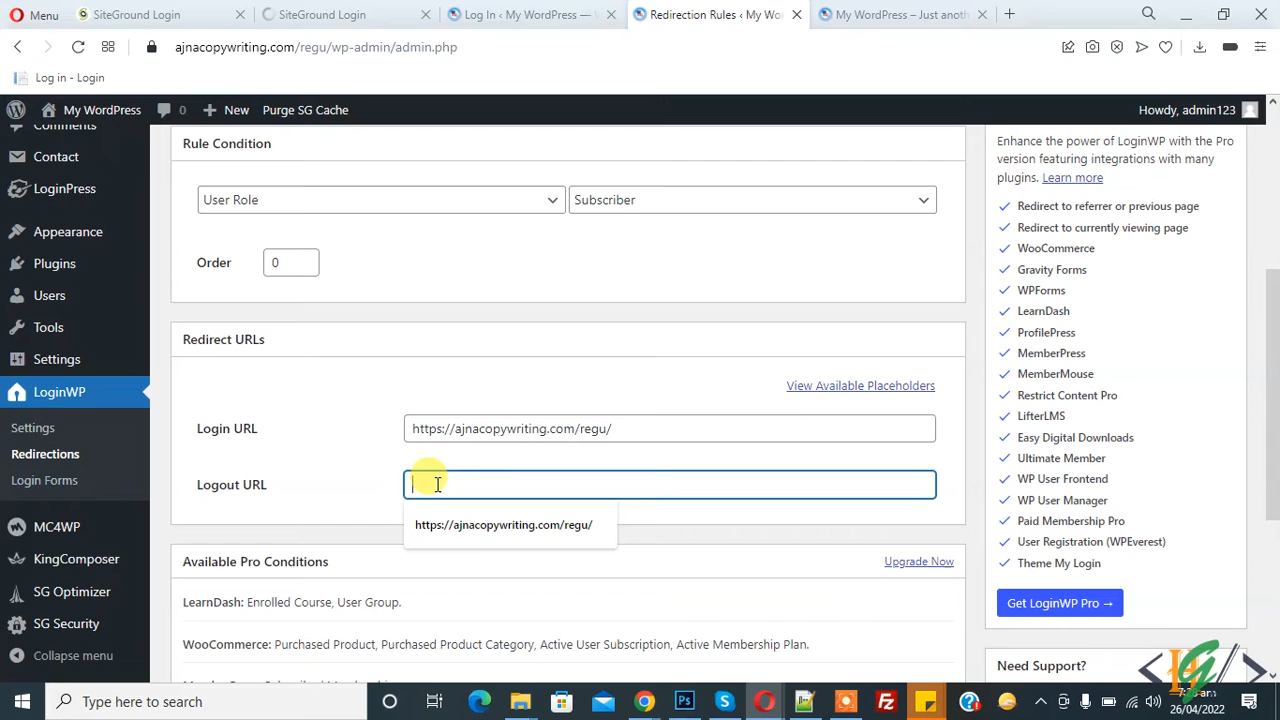 Menu
SiteGround Login
SiteGround Login
Log In ‹ My WordPress —
Redirection Rules ‹ My Wo
My WordPress – Just anoth
ajnacopywriting.com/regu/wp-admin/admin.php
Log in - Login
My WordPress
0
New
Purge SG Cache
Howdy, admin123
Comments
Contact
LoginPress
Appearance
Plugins
Users
Tools
Settings
LoginWP
Settings
Redirections
Login Forms
MC4WP
KingComposer
SG Optimizer
SG Security
Collapse menu
Rule Condition
User Role
Subscriber
Order
0
Redirect URLs
View Available Placeholders
Login URL
https://ajnacopywriting.com/regu/
Logout URL
https://ajnacopywriting.com/regu/
Available Pro Conditions
Upgrade Now
LearnDash: Enrolled Course, User Group.
WooCommerce: Purchased Product, Purchased Product Category, Active User Subscription, Active Membership Plan.
Enhance the power of LoginWP with the Pro
version featuring integrations with many
plugins. Learn more
Redirect to referrer or previous page
Redirect to currently viewing page
WooCommerce
Gravity Forms
WPForms
LearnDash
ProfilePress
MemberPress
MemberMouse
Restrict Content Pro
LifterLMS
Easy Digital Downloads
Ultimate Member
WP User Frontend
WP User Manager
Paid Membership Pro
User Registration (WPEverest)
Theme My Login
Get LoginWP Pro →
Need Support?
Type here to search
26/04/2022